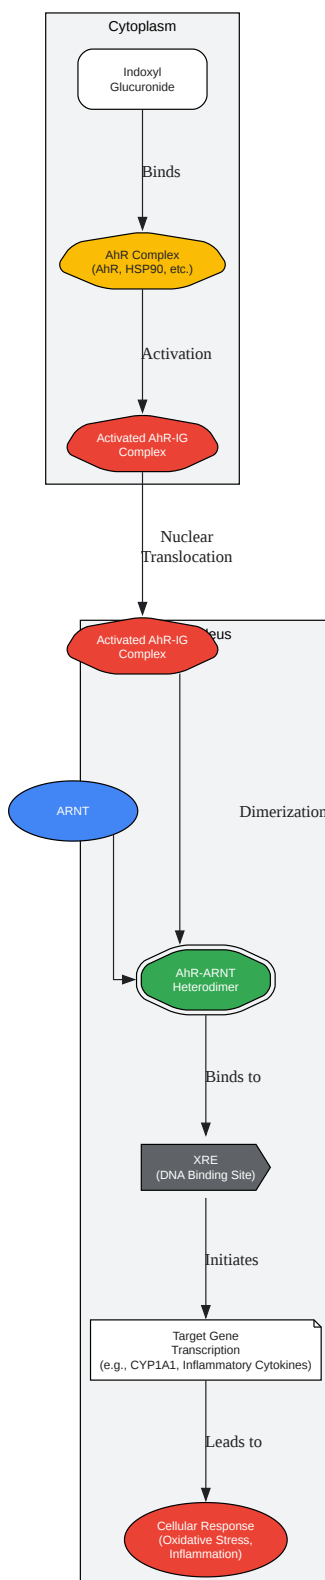 Cytoplasm
Indoxyl
Glucuronide
Binds
AhR Complex
(AhR, HSP90, etc.)
Activation
Activated AhR-IG
Complex
Nuclear
Translocation
Activated AhR-IG
Complex
ARNT
Dimerization
AhR-ARNT
Heterodimer
Binds to
XRE
(DNA Binding Site)
Initiates
Target Gene
Transcription
(e.g., CYP1A1, Inflammatory Cytokines)
Leads to
Cellular Response
(Oxidative Stress,
Inflammation)